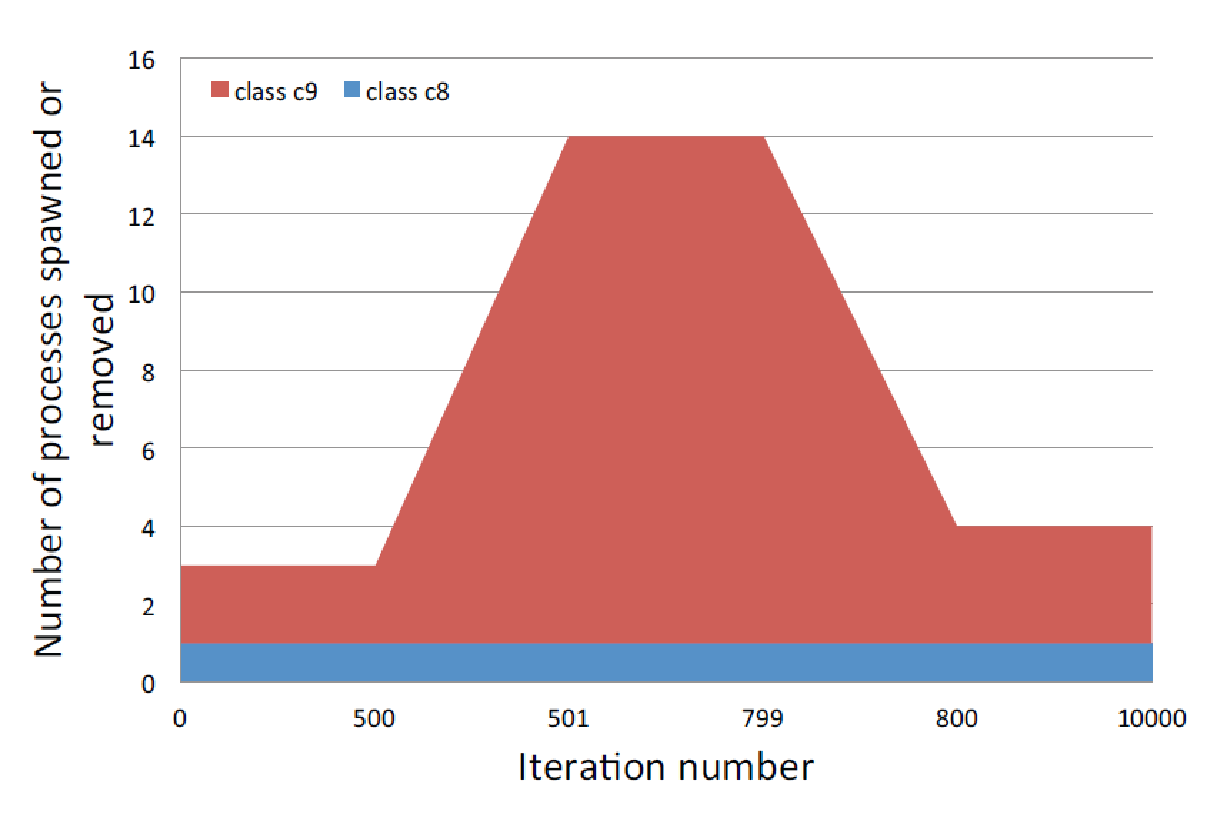 Number of processes spawned or
removed
16
14
12
10
8
6
4
2
0
class c9 class c8
0 500 501 799 800 10000
Iteration number